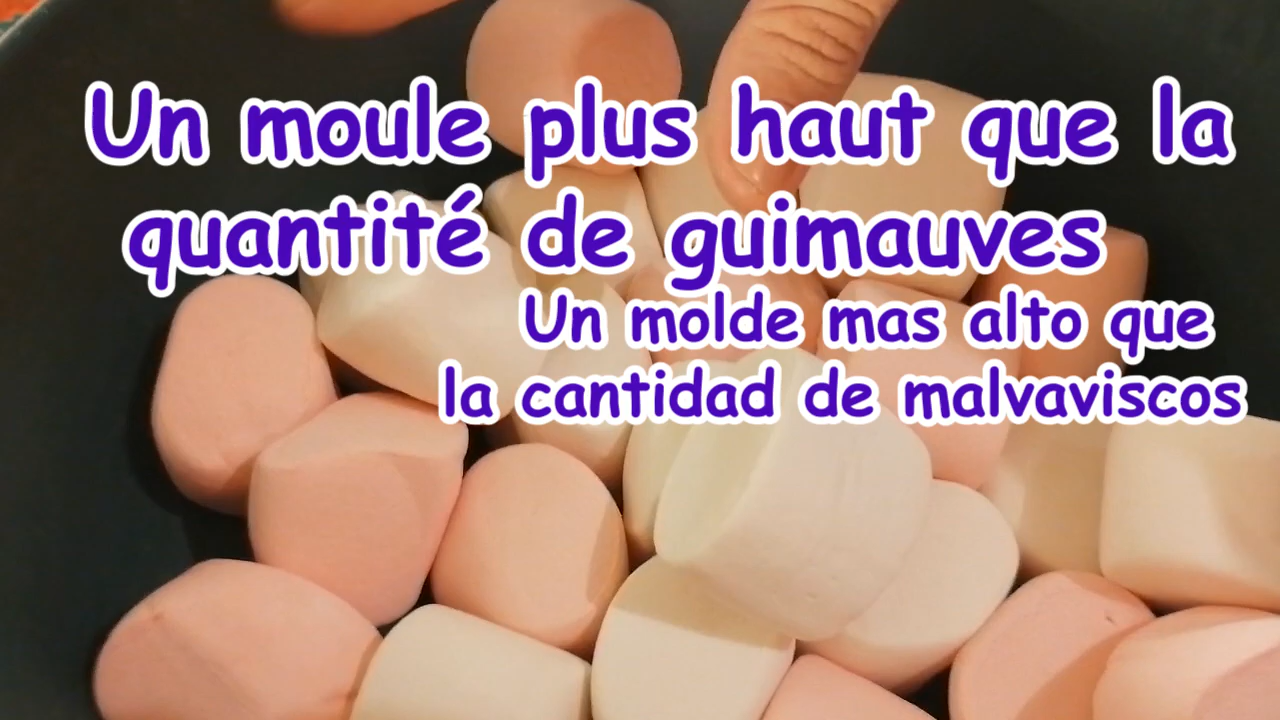 Un moule plus haut que la
quantité de guimauves
Un molde mas alto que
la cantidad de malvaviscos